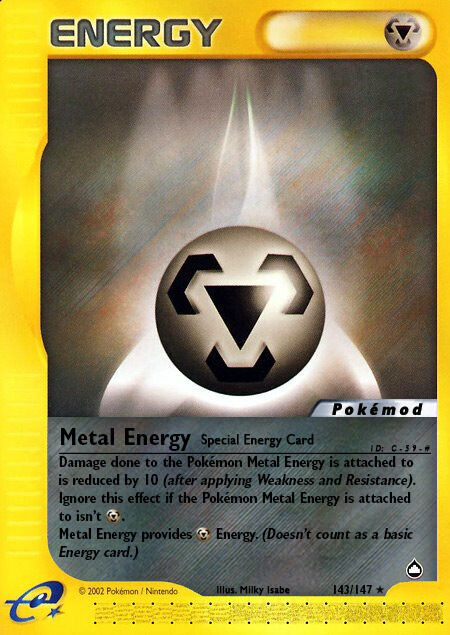 ENERGY
Pokémod
Metal Energy Special Energy Card
ID: C-59-#
Damage done to the Pokémon Metal Energy is attached to
is reduced by 10 (after applying Weakness and Resistance).
Ignore this effect if the Pokémon Metal Energy is attached
to isn't .
Metal Energy provides Energy. (Doesn't count as a basic
Energy card.)
© 2002 Pokémon / Nintendo Illus. Milky Isabe 143/147 ★
e